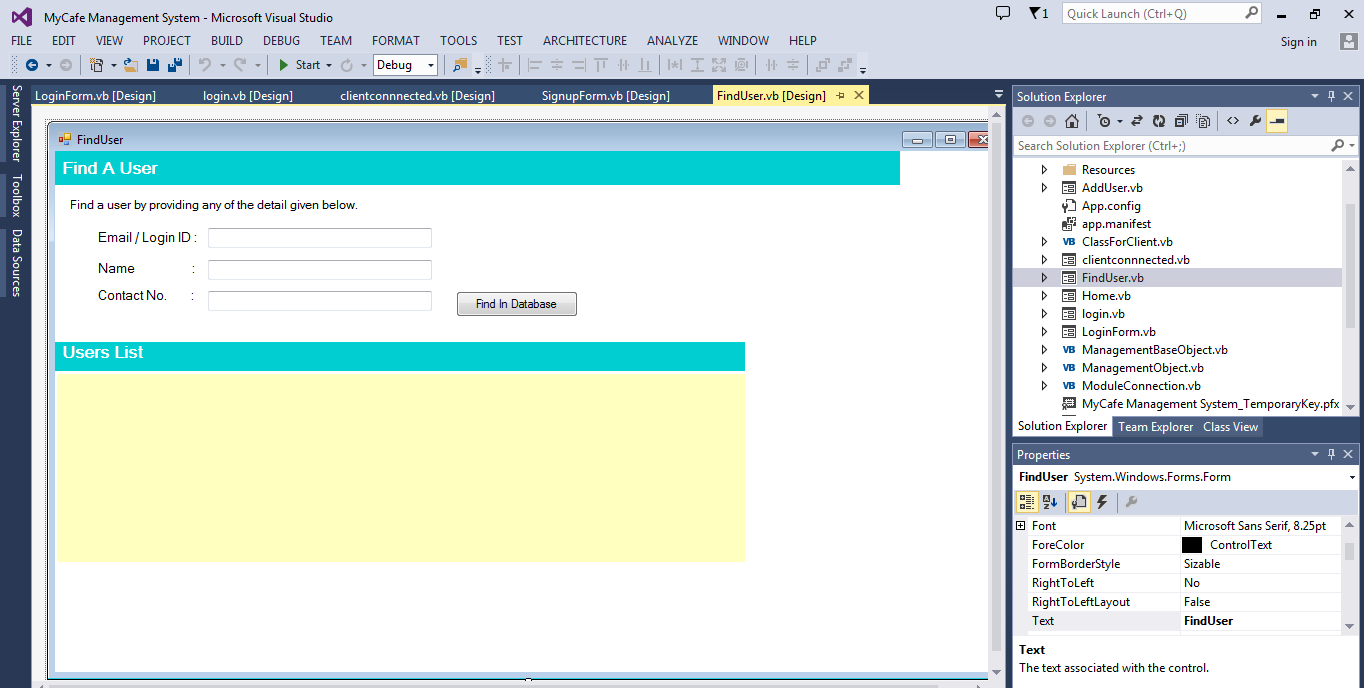 MyCafe Management System - Microsoft Visual Studio
1
Quick Launch (Ctrl+Q)
FILE EDIT VIEW PROJECT BUILD DEBUG TEAM FORMAT TOOLS TEST ARCHITECTURE ANALYZE WINDOW HELP
Sign in
Start
Debug
Server Explorer
Toolbox
Data Sources
LoginForm.vb [Design] login.vb [Design] clientconnnected.vb [Design] SignupForm.vb [Design] FindUser.vb [Design]
FindUser
Find A User
Find a user by providing any of the detail given below.
Email / Login ID :
Name :
Contact No. :
Find In Database
Users List
Solution Explorer
Search Solution Explorer (Ctrl+;)
Resources
AddUser.vb
App.config
app.manifest
VB ClassForClient.vb
clientconnnected.vb
FindUser.vb
Home.vb
login.vb
LoginForm.vb
VB ManagementBaseObject.vb
VB ManagementObject.vb
VB ModuleConnection.vb
MyCafe Management System_TemporaryKey.pfx
Solution Explorer Team Explorer Class View
Properties
FindUser System.Windows.Forms.Form
Font Microsoft Sans Serif, 8.25pt
ForeColor ControlText
FormBorderStyle Sizable
RightToLeft No
RightToLeftLayout False
Text FindUser
Text
The text associated with the control.